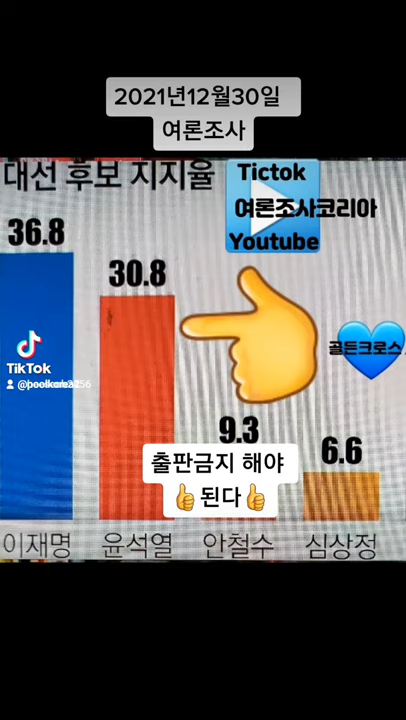 2021년12월30일
여론조사
대선 후보 지지율
Tictok
여론조사코리아
Youtube
36.8
30.8
골든크로스
TikTok
9.3
6.6
출판금지 해야
👍된다👍
이재명
윤석열
안철수
심상정